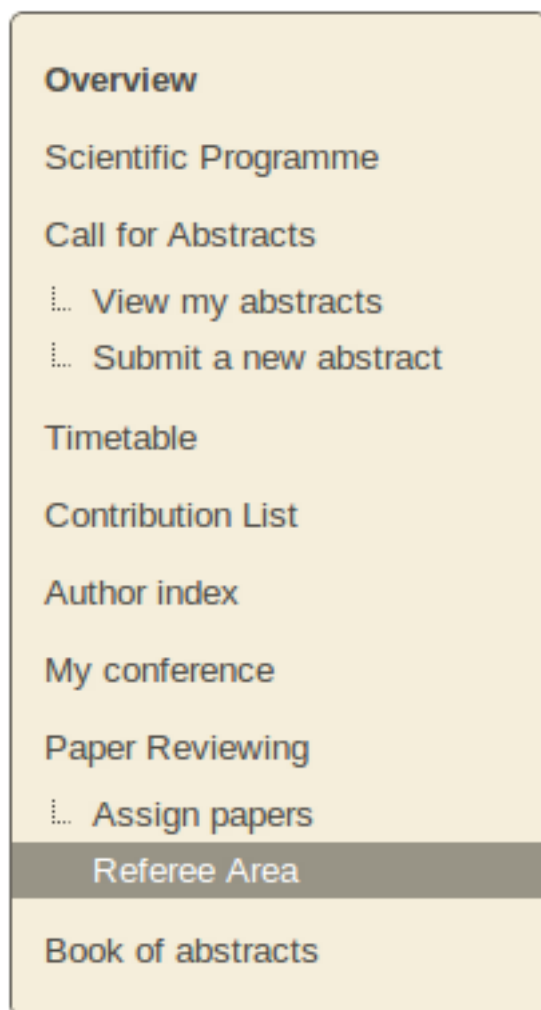 Overview
Scientific Programme
Call for Abstracts
View my abstracts
Submit a new abstract
Timetable
Contribution List
Author index
My conference
Paper Reviewing
Assign papers
Referee Area
Book of abstracts